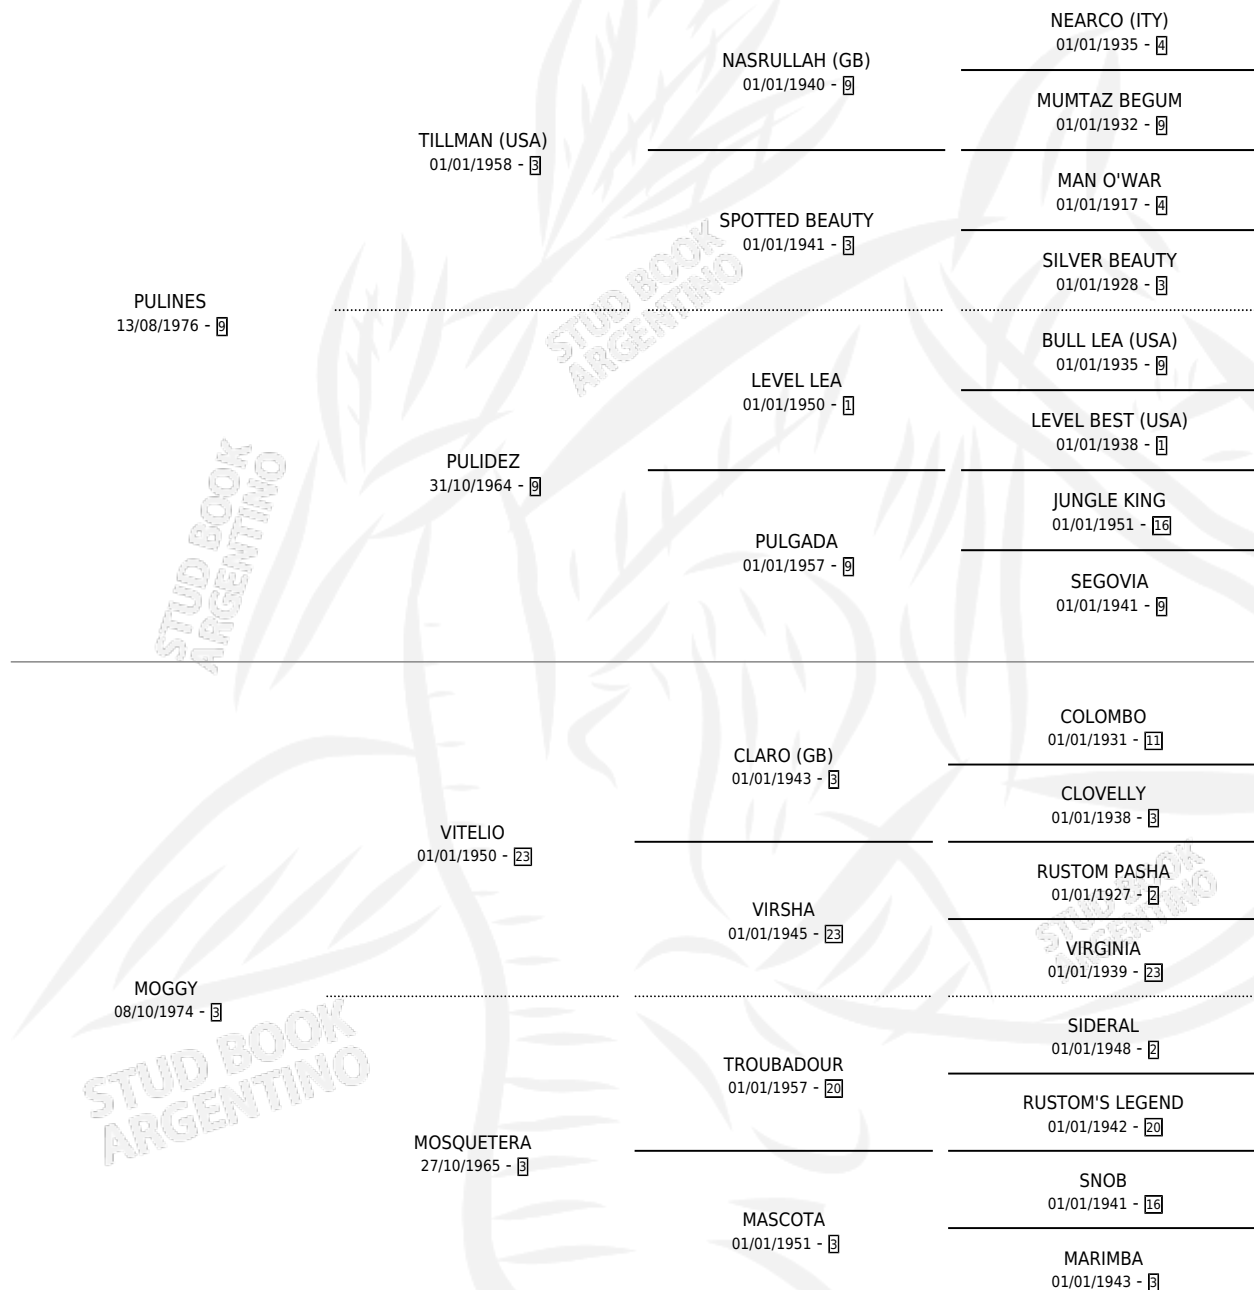 NEARCO (ITY)
01/01/1935 - 4
NASRULLAH (GB)
01/01/1940 - 9
MUMTAZ BEGUM
01/01/1932 - 9
TILLMAN (USA)
01/01/1958 - 3
MAN O'WAR
01/01/1917 - 4
SPOTTED BEAUTY
01/01/1941 - 3
SILVER BEAUTY
01/01/1928 - 3
PULINES
13/08/1976 - 9
BULL LEA (USA)
01/01/1935 - 9
LEVEL LEA
01/01/1950 - 1
LEVEL BEST (USA)
01/01/1938 - 1
PULIDEZ
31/10/1964 - 9
JUNGLE KING
01/01/1951 - 16
PULGADA
01/01/1957 - 9
SEGOVIA
01/01/1941 - 9
COLOMBO
01/01/1931 - 11
CLARO (GB)
01/01/1943 - 3
CLOVELLY
01/01/1938 - 3
VITELIO
01/01/1950 - 23
RUSTOM PASHA
01/01/1927 - 2
VIRSHA
01/01/1945 - 23
VIRGINIA
01/01/1939 - 23
MOGGY
08/10/1974 - 3
SIDERAL
01/01/1948 - 2
TROUBADOUR
01/01/1957 - 20
RUSTOM'S LEGEND
01/01/1942 - 20
MOSQUETERA
27/10/1965 - 3
SNOB
01/01/1941 - 16
MASCOTA
01/01/1951 - 3
MARIMBA
01/01/1943 - 3
STUD BOOK
ARGENTINO
STUD BOOK
ARGENTINO
STUD BOOK
ARGENTINO
STUD BOOK
ARGENTINO